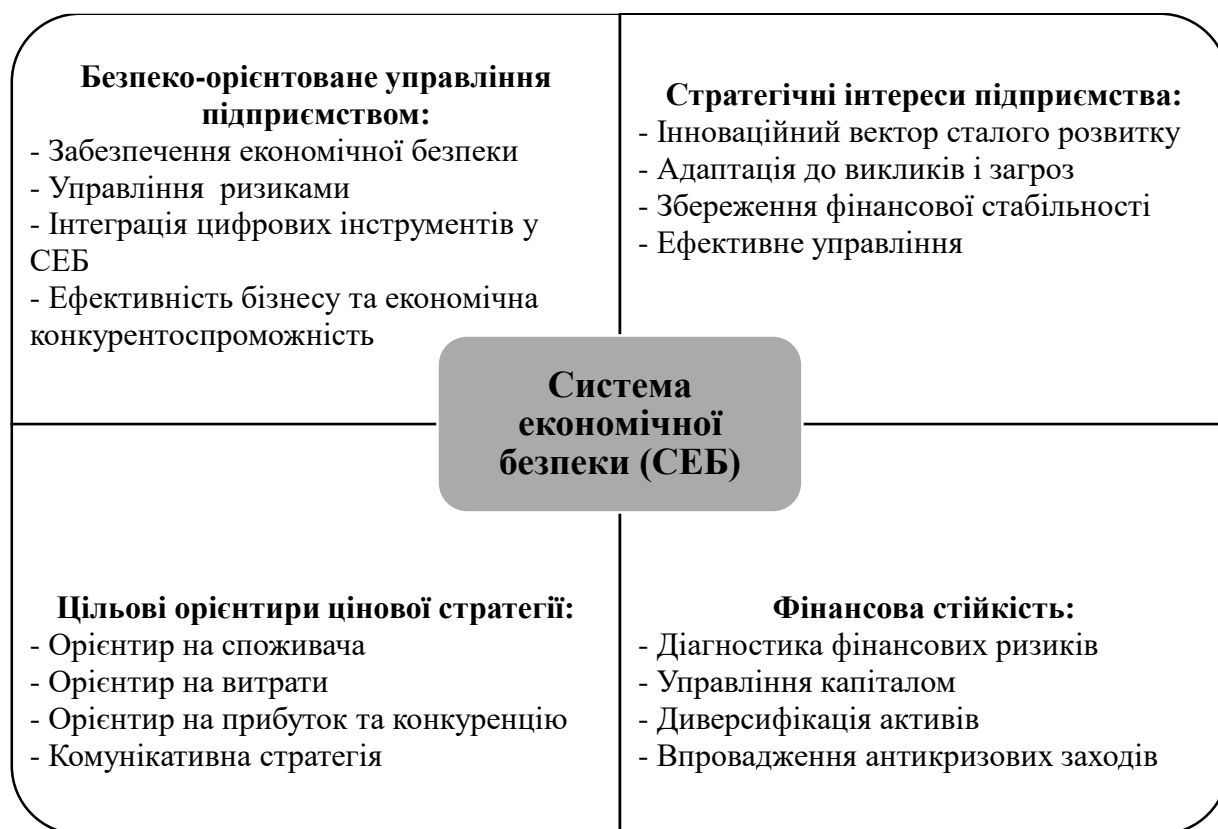 Безпеко-орієнтоване управління
підприємством:
- Забезпечення економічної безпеки
- Управління ризиками
- Інтеграція цифрових інструментів у
СЕБ
- Ефективність бізнесу та економічна
конкурентоспроможність
Стратегічні інтереси підприємства:
- Інноваційний вектор сталого розвитку
- Адаптація до викликів і загроз
- Збереження фінансової стабільності
- Ефективне управління
Система
економічної
безпеки (СЕБ)
Цільові орієнтири цінової стратегії:
- Орієнтир на споживача
- Орієнтир на витрати
- Орієнтир на прибуток та конкуренцію
- Комунікативна стратегія
Фінансова стійкість:
- Діагностика фінансових ризиків
- Управління капіталом
- Диверсифікація активів
- Впровадження антикризових заходів